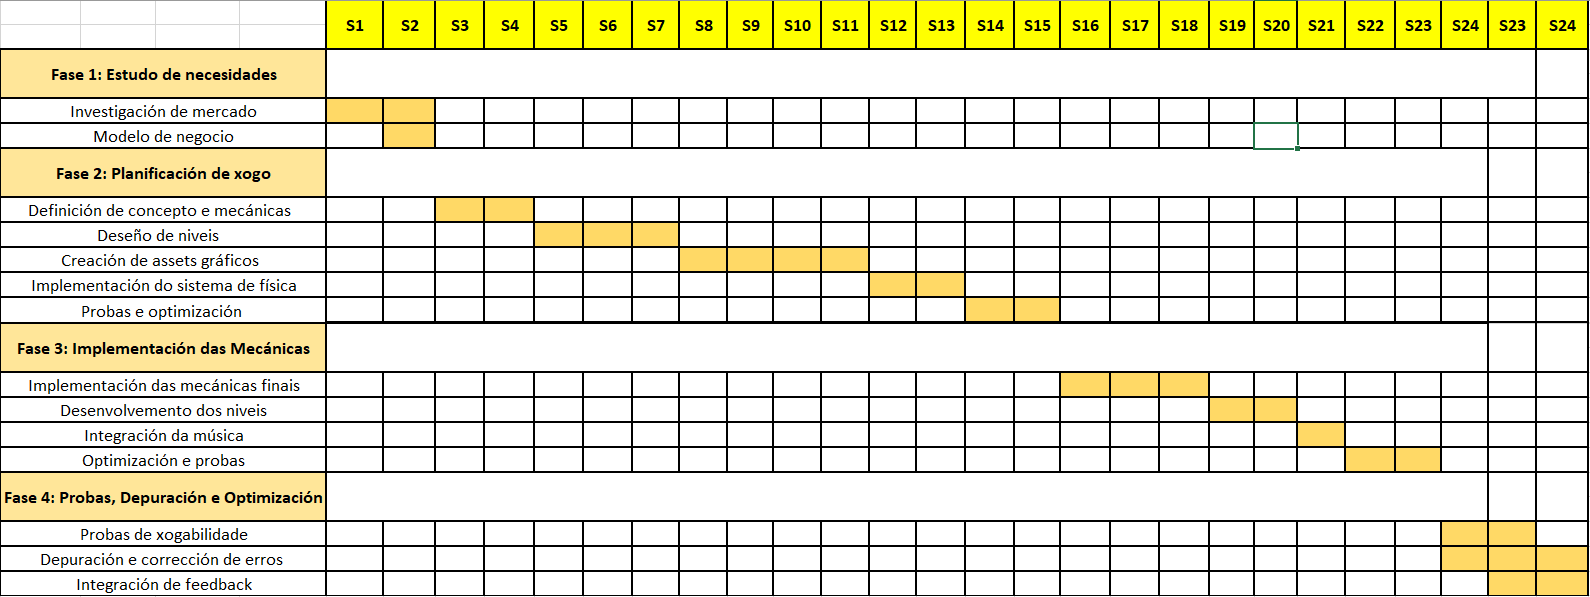 S1 S2 S3 S4 S5 S6 S7 S8 S9 S10 S11 S12 S13 S14 S15 S16 S17 S18 S19 S20 S21 S22 S23 S24 S23 S24
Fase 1: Estudo de necesidades
Investigación de mercado
Modelo de negocio
Fase 2: Planificación de xogo
Definición de concepto e mecánicas
Deseño de niveis
Creación de assets gráficos
Implementación do sistema de física
Probas e optimización
Fase 3: Implementación das Mecánicas
Implementación das mecánicas finais
Desenvolvemento dos niveis
Integración da música
Optimización e probas
Fase 4: Probas, Depuración e Optimización
Probas de xogabilidade
Depuración e corrección de erros
Integración de feedback